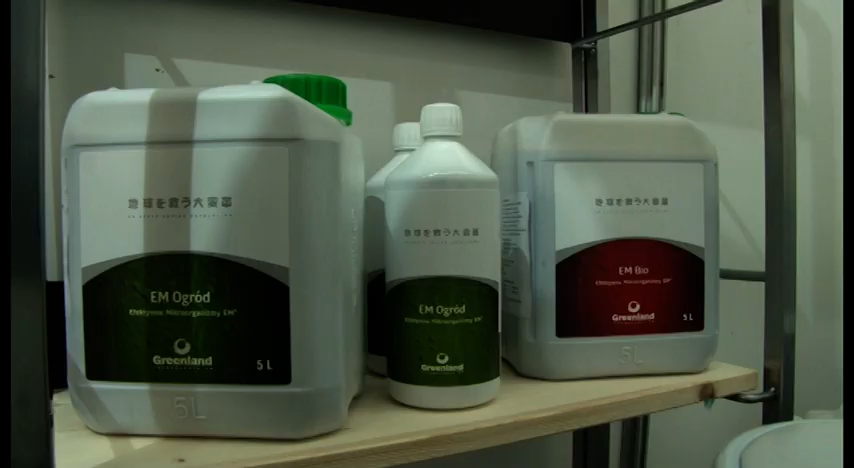 地球を救う大変革
EM Ogród
Efektywne Mikroorganizmy EM
Greenland
5 L
5L
地球を救う大変革
EM Ogród
Efektywne Mikroorganizmy EM
Greenland
地球を救う大変革
EM Bio
Efektywne Mikroorganizmy EM
Greenland
5 L
5L